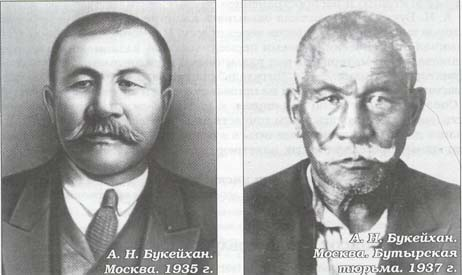 А. Н. Букейхан.
Москва. 1935 г.
А. Н. Букейхан.
Москва. Бутырская
тюрьма. 1937 г.